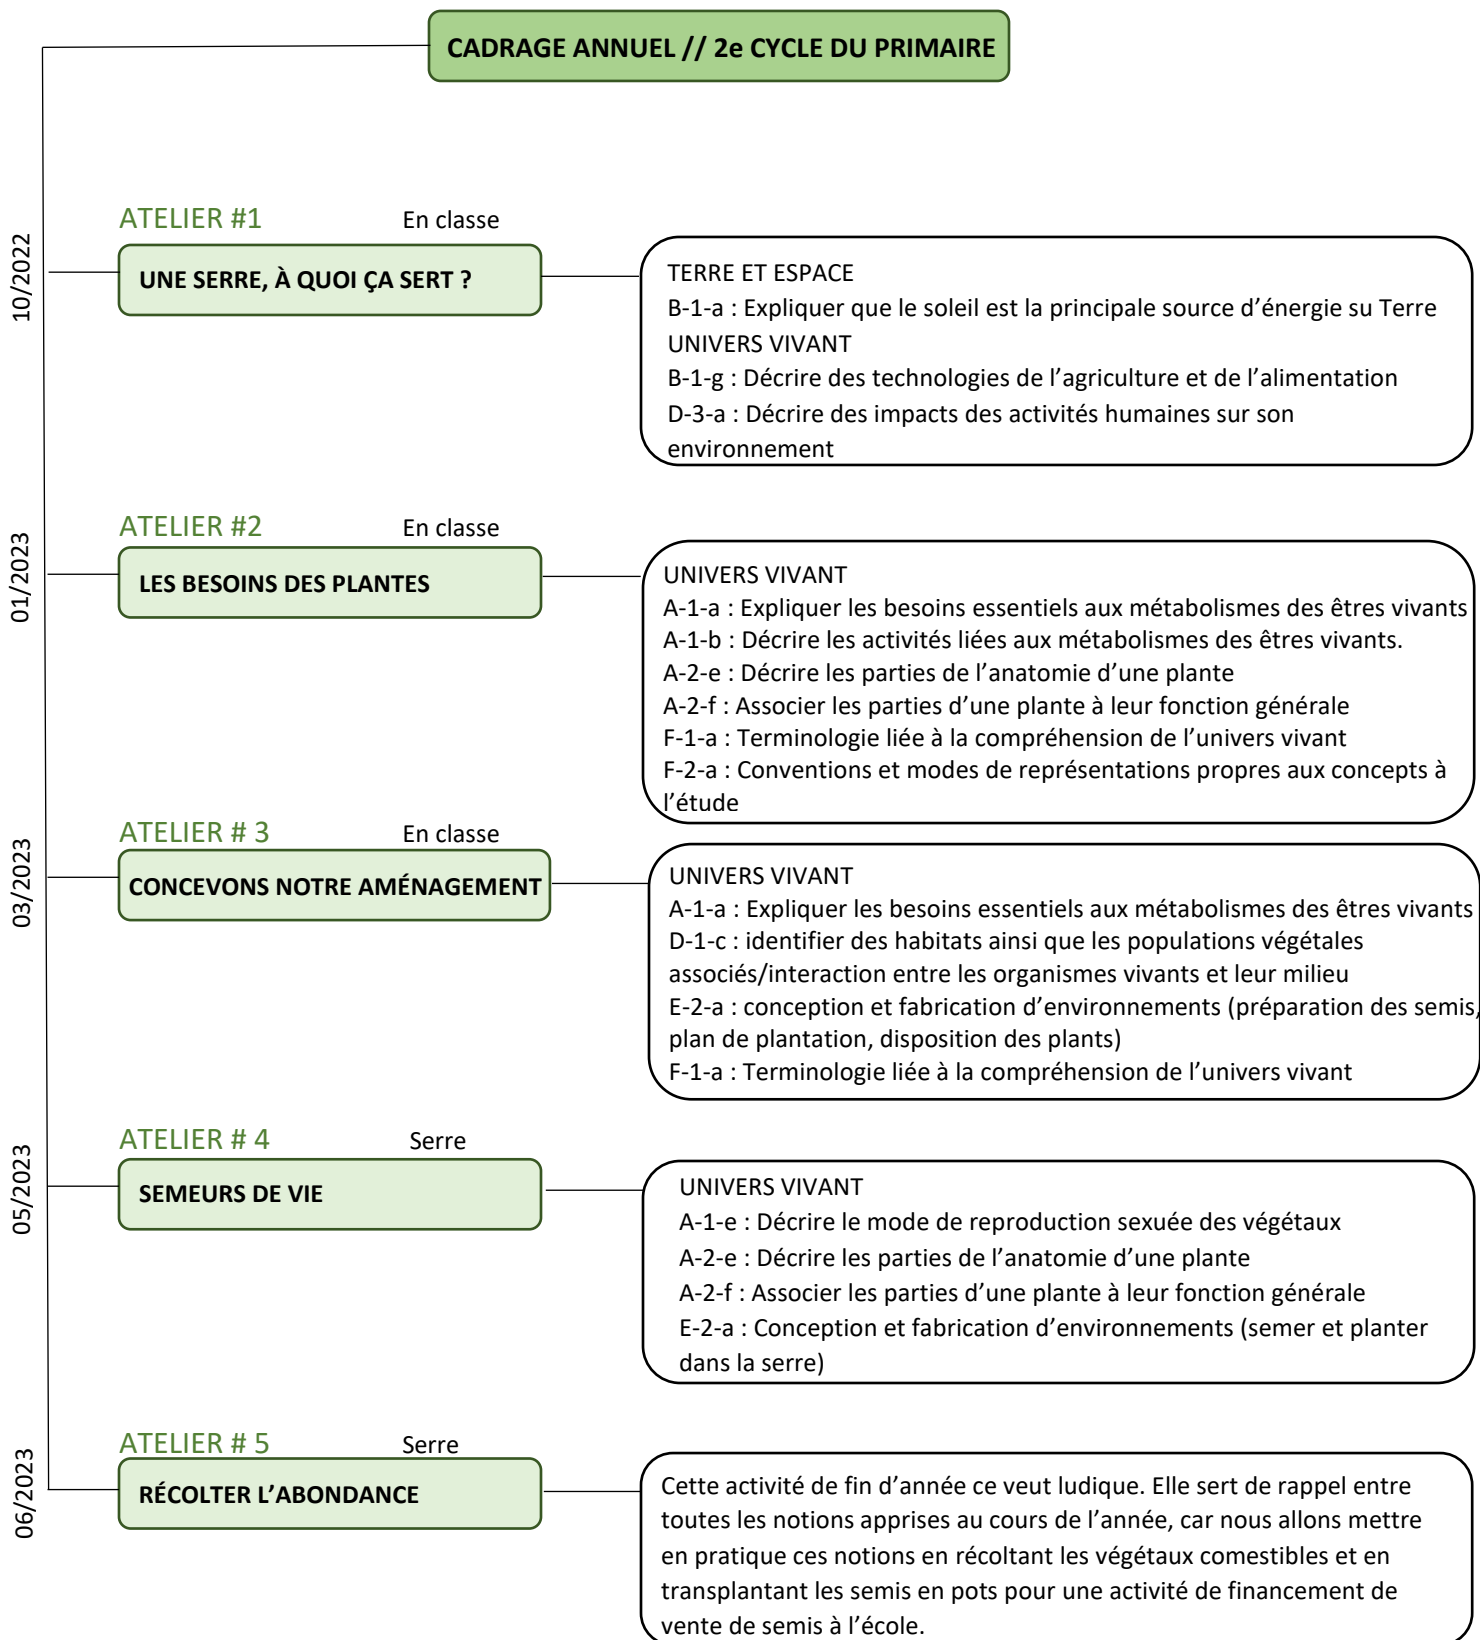 CADRAGE ANNUEL // 2e CYCLE DU PRIMAIRE
10/2022
ATELIER #1 En classe
UNE SERRE, À QUOI ÇA SERT ?
TERRE ET ESPACE
B-1-a : Expliquer que le soleil est la principale source d’énergie su Terre
UNIVERS VIVANT
B-1-g : Décrire des technologies de l’agriculture et de l’alimentation
D-3-a : Décrire des impacts des activités humaines sur son
environnement
01/2023
ATELIER #2 En classe
LES BESOINS DES PLANTES
UNIVERS VIVANT
A-1-a : Expliquer les besoins essentiels aux métabolismes des êtres vivants
A-1-b : Décrire les activités liées aux métabolismes des êtres vivants.
A-2-e : Décrire les parties de l’anatomie d’une plante
A-2-f : Associer les parties d’une plante à leur fonction générale
F-1-a : Terminologie liée à la compréhension de l’univers vivant
F-2-a : Conventions et modes de représentations propres aux concepts à
l’étude
03/2023
ATELIER # 3 En classe
CONCEVONS NOTRE AMÉNAGEMENT
UNIVERS VIVANT
A-1-a : Expliquer les besoins essentiels aux métabolismes des êtres vivants
D-1-c : identifier des habitats ainsi que les populations végétales
associés/interaction entre les organismes vivants et leur milieu
E-2-a : conception et fabrication d’environnements (préparation des semis,
plan de plantation, disposition des plants)
F-1-a : Terminologie liée à la compréhension de l’univers vivant
05/2023
ATELIER # 4 Serre
SEMEURS DE VIE
UNIVERS VIVANT
A-1-e : Décrire le mode de reproduction sexuée des végétaux
A-2-e : Décrire les parties de l’anatomie d’une plante
A-2-f : Associer les parties d’une plante à leur fonction générale
E-2-a : Conception et fabrication d’environnements (semer et planter
dans la serre)
06/2023
ATELIER # 5 Serre
RÉCOLTER L’ABONDANCE
Cette activité de fin d’année ce veut ludique. Elle sert de rappel entre
toutes les notions apprises au cours de l’année, car nous allons mettre
en pratique ces notions en récoltant les végétaux comestibles et en
transplantant les semis en pots pour une activité de financement de
vente de semis à l’école.